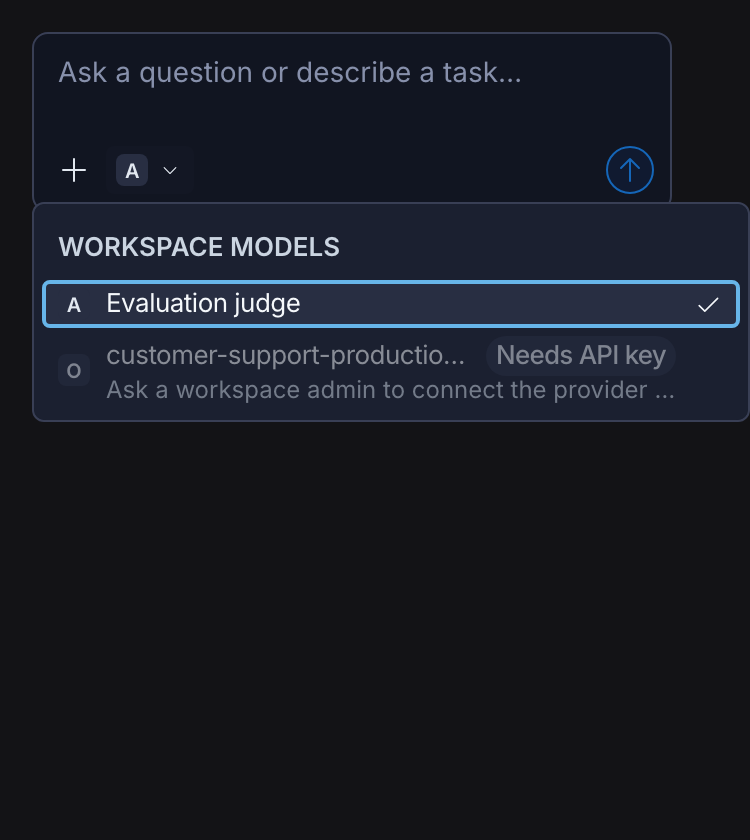 Ask a question or describe a task...
A
WORKSPACE MODELS
A Evaluation judge
O customer-support-productio... Needs API key
Ask a workspace admin to connect the provider ...